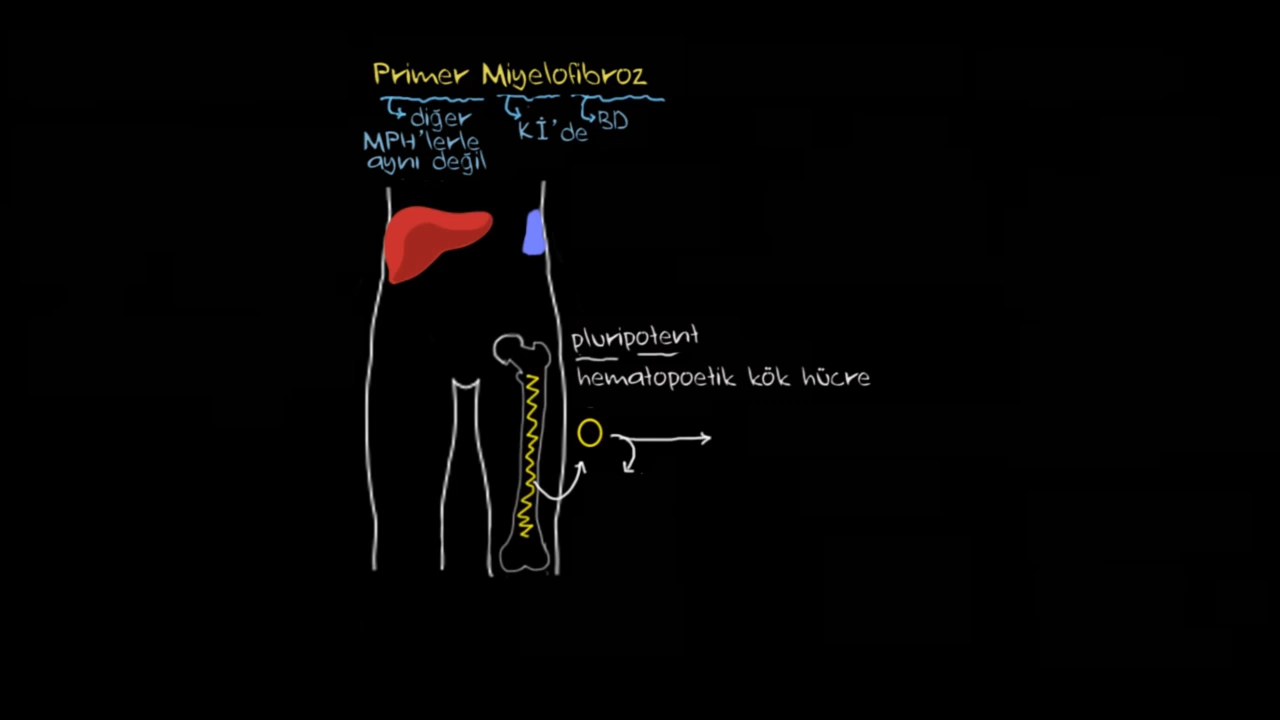 Primer Miyelofibroz
diğer
MPH'lerle
aynı değil
Kİ'de
BD
pluripotent
hematopoetik kök hücre